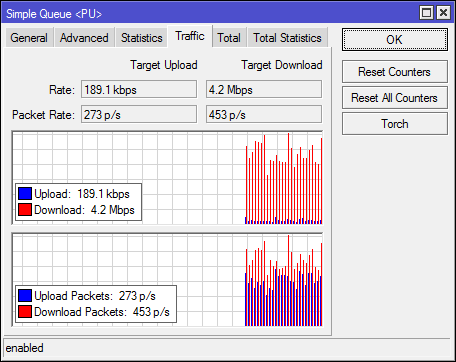 Simple Queue <PU>
General Advanced Statistics Traffic Total Total Statistics
OK
Reset Counters
Reset All Counters
Torch
Target Upload Target Download
Rate: 189.1 kbps 4.2 Mbps
Packet Rate: 273 p/s 453 p/s
Upload: 189.1 kbps
Download: 4.2 Mbps
Upload Packets: 273 p/s
Download Packets: 453 p/s
enabled